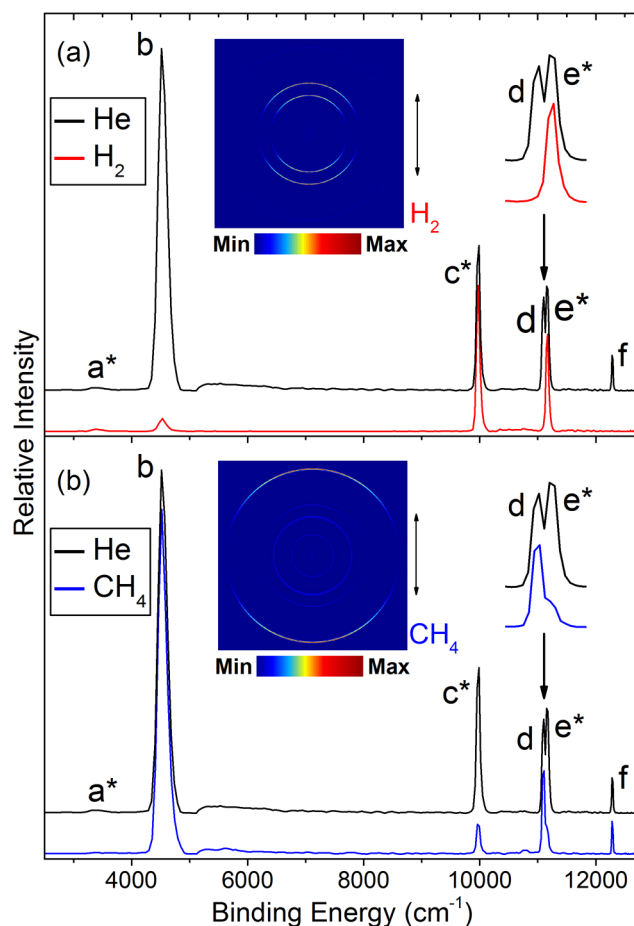 (a)
b
He
H₂
Min Max
H₂
d e*
a*
c*
d e*
f
Relative Intensity
(b)
b
He
CH₄
Min Max
CH₄
d e*
a*
c*
d e*
f
4000 6000 8000 10000 12000
Binding Energy (cm⁻¹)